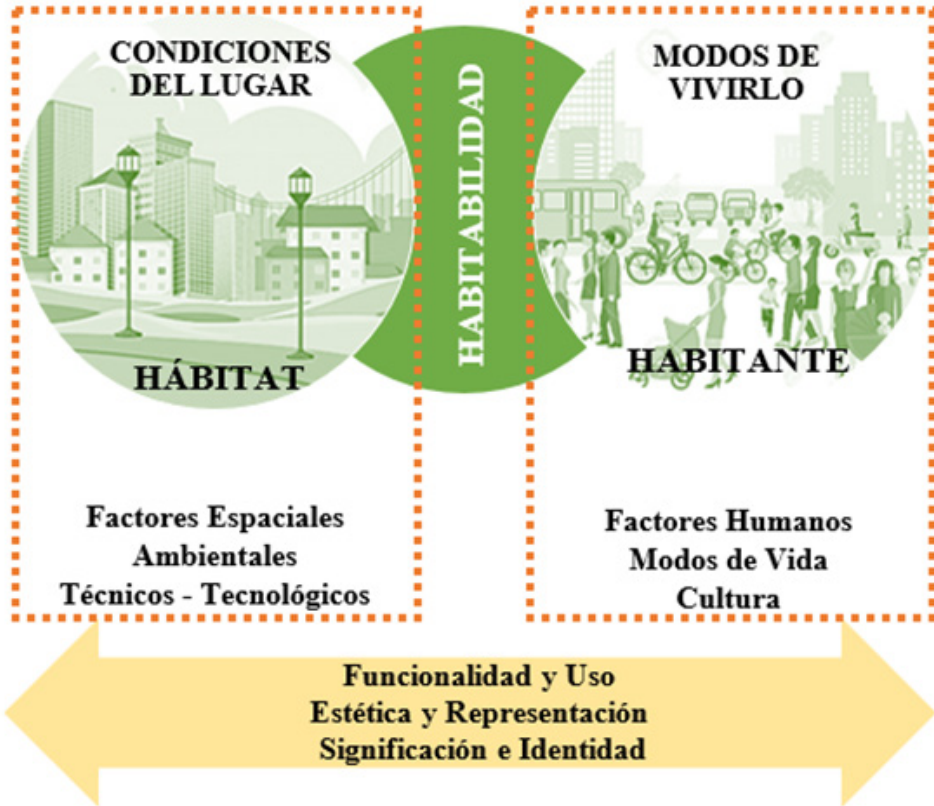 CONDICIONES
DEL LUGAR
HÁBITAT
Factores Espaciales
Ambientales
Técnicos - Tecnológicos
HABITABILIDAD
MODOS DE
VIVIRLO
HABITANTE
Factores Humanos
Modos de Vida
Cultura
Funcionalidad y Uso
Estética y Representación
Significación e Identidad